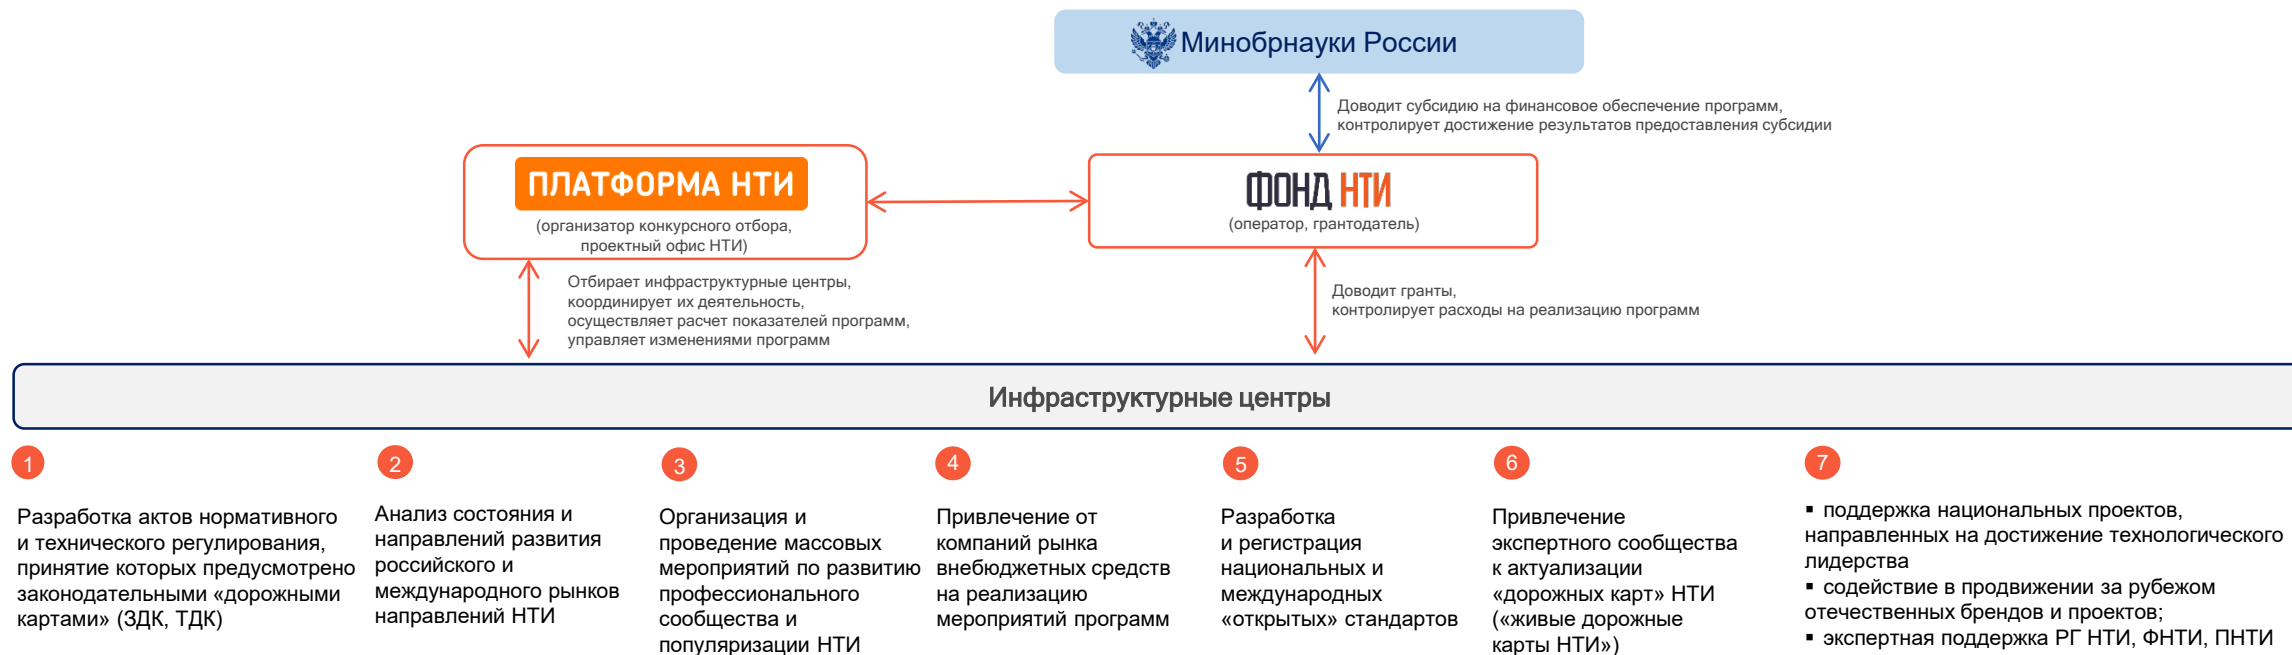 Минобрнауки России
Доводит субсидию на финансовое обеспечение программ,
контролирует достижение результатов предоставления субсидии
ПЛАТФОРМА НТИ
(организатор конкурсного отбора,
проектный офис НТИ)
ФОНД НТИ
(оператор, грантодатель)
Отбирает инфраструктурные центры,
координирует их деятельность,
осуществляет расчет показателей программ,
управляет изменениями программ
Доводит гранты,
контролирует расходы на реализацию программ
Инфраструктурные центры
1
Разработка актов нормативного
и технического регулирования,
принятие которых предусмотрено
законодательными «дорожными
картами» (ЗДК, ТДК)
2
Анализ состояния и
направлений развития
российского и
международного рынков
направлений НТИ
3
Организация и
проведение массовых
мероприятий по развитию
профессионального
сообщества и
популяризации НТИ
4
Привлечение от
компаний рынка
внебюджетных средств
на реализацию
мероприятий программ
5
Разработка
и регистрация
национальных и
международных
«открытых» стандартов
6
Привлечение
экспертного сообщества
к актуализации
«дорожных карт» НТИ
(«живые дорожные
карты НТИ»)
7
▪ поддержка национальных проектов,
направленных на достижение технологического
лидерства
▪ содействие в продвижении за рубежом
отечественных брендов и проектов;
▪ экспертная поддержка РГ НТИ, ФНТИ, ПНТИ